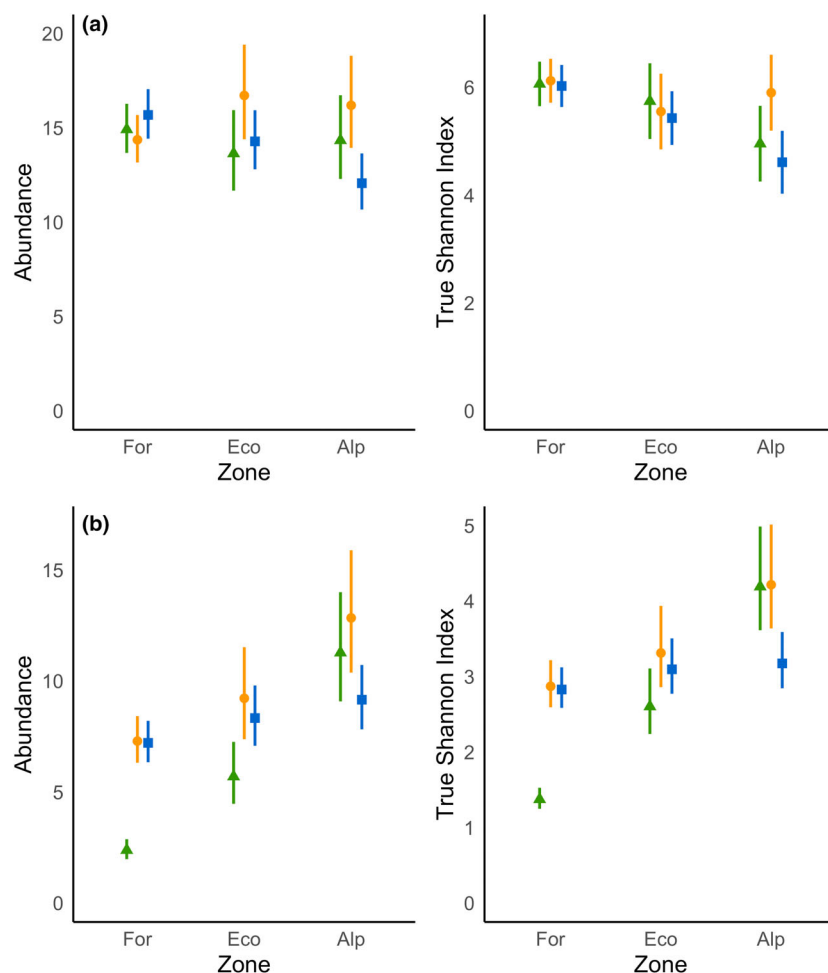 (a)
Abundance
20
15
10
5
0
For Eco Alp
Zone
True Shannon Index
6
4
2
0
For Eco Alp
Zone
(b)
Abundance
15
10
5
0
For Eco Alp
Zone
True Shannon Index
5
4
3
2
1
0
For Eco Alp
Zone